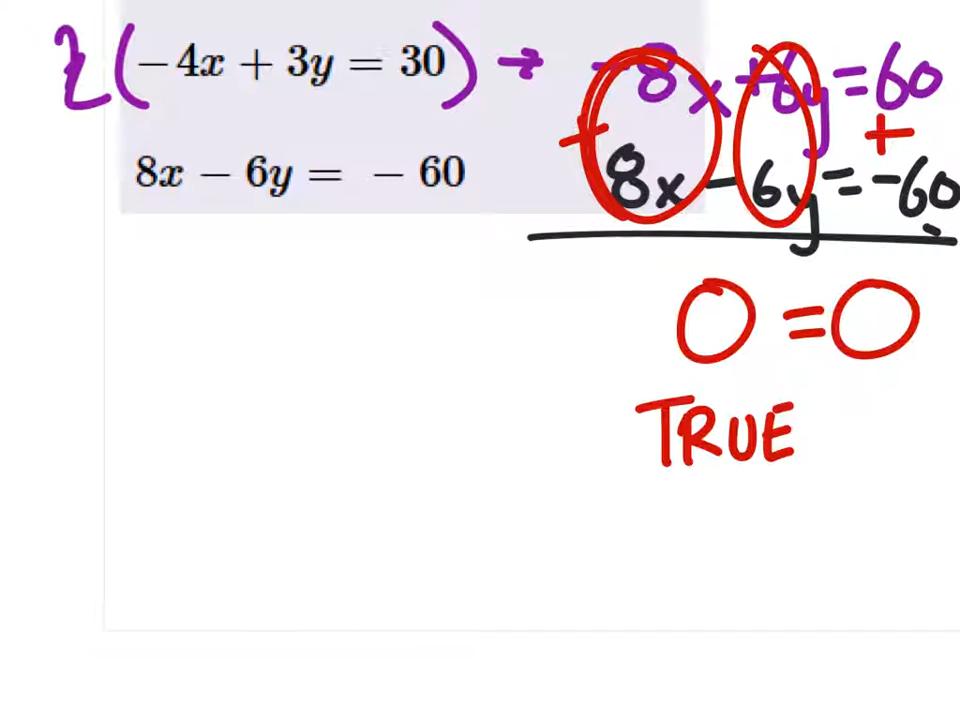 2(-4x + 3y = 30) → -8x+6y=60
+ +
8x - 6y = - 60 8x-6y=-60
0=0
TRUE